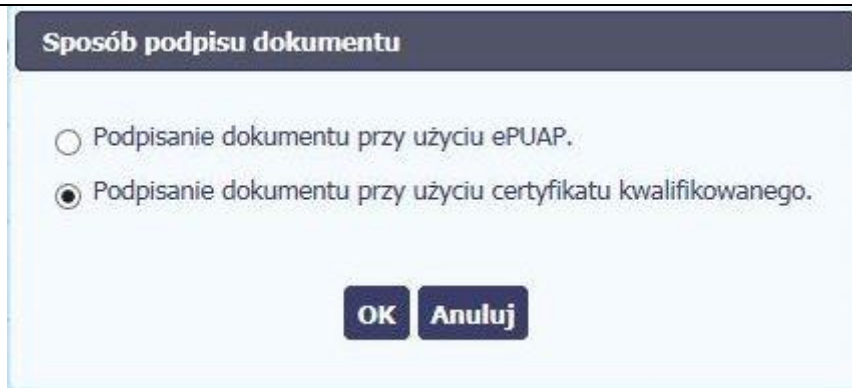 Sposób podpisu dokumentu
Podpisanie dokumentu przy użyciu ePUAP.
Podpisanie dokumentu przy użyciu certyfikatu kwalifikowanego.
OK Anuluj